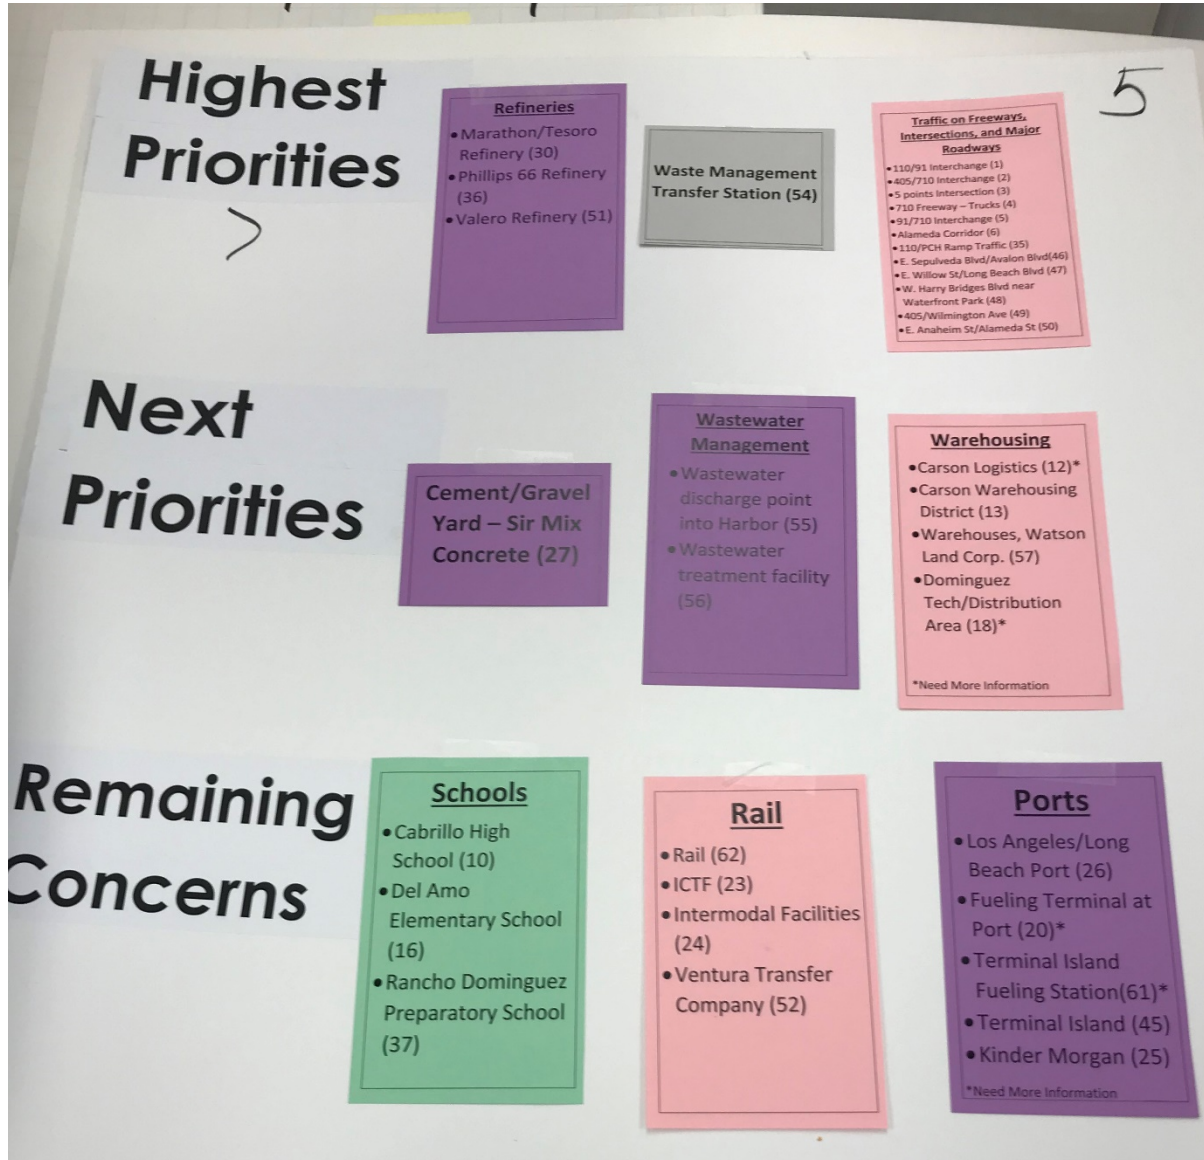 Highest
Priorities
>
5
Refineries
•Marathon/Tesoro
Refinery (30)
•Phillips 66 Refinery
(36)
•Valero Refinery (51)
Waste Management
Transfer Station (54)
Traffic on Freeways,
Intersections, and Major
Roadways
•110/91 Interchange (1)
•405/710 Interchange (2)
•5 points Intersection (3)
•710 Freeway – Trucks (4)
•91/710 Interchange (5)
•Alameda Corridor (6)
•110/PCH Ramp Traffic (35)
•E. Sepulveda Blvd/Avalon Blvd(46)
•E. Willow St/Long Beach Blvd (47)
•W. Harry Bridges Blvd near
Waterfront Park (48)
•405/Wilmington Ave (49)
•E. Anaheim St/Alameda St (50)
Next
Priorities
Cement/Gravel
Yard – Sir Mix
Concrete (27)
Wastewater
Management
•Wastewater
discharge point
into Harbor (55)
•Wastewater
treatment facility
(56)
Warehousing
•Carson Logistics (12)*
•Carson Warehousing
District (13)
•Warehouses, Watson
Land Corp. (57)
•Dominguez
Tech/Distribution
Area (18)*
*Need More Information
Remaining
Concerns
Schools
•Cabrillo High
School (10)
•Del Amo
Elementary School
(16)
•Rancho Dominguez
Preparatory School
(37)
Rail
•Rail (62)
•ICTF (23)
•Intermodal Facilities
(24)
•Ventura Transfer
Company (52)
Ports
•Los Angeles/Long
Beach Port (26)
•Fueling Terminal at
Port (20)*
•Terminal Island
Fueling Station(61)*
•Terminal Island (45)
•Kinder Morgan (25)
*Need More Information